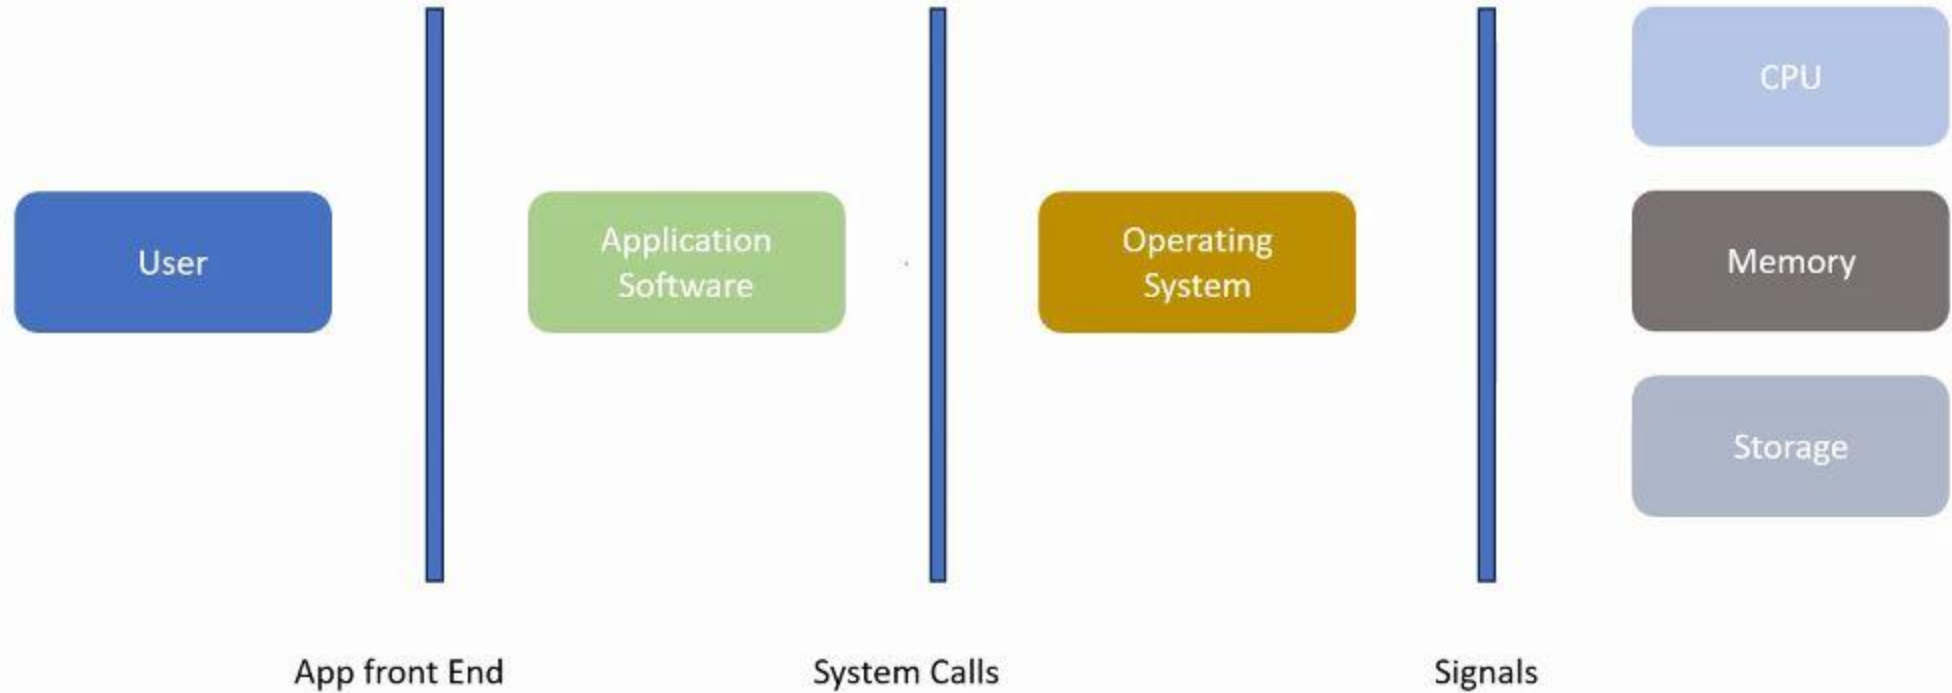 CPU
User
Application
Software
Operating
System
Memory
Storage
App front End
System Calls
Signals